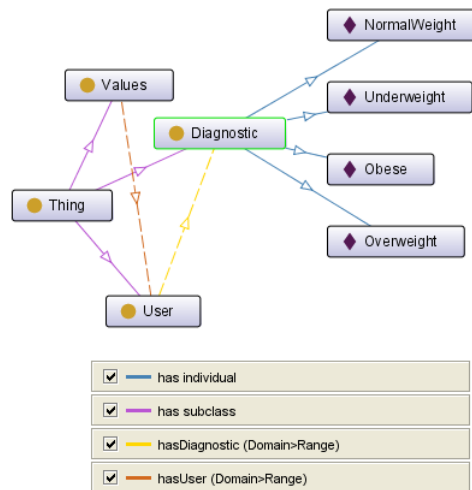 NormalWeight
Values
Underweight
Diagnostic
Obese
Thing
Overweight
User
has individual
has subclass
hasDiagnostic (Domain>Range)
hasUser (Domain>Range)